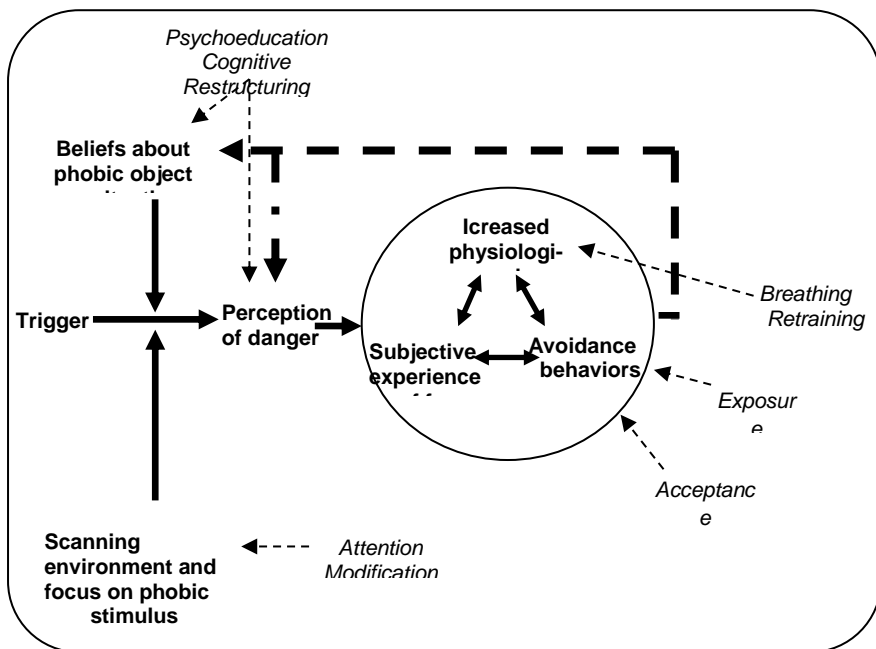 Psychoeducation
Cognitive
Restructuring
Beliefs about
phobic object
Icreased
physiologi-
Breathing
Retraining
Trigger
Perception
of danger
Subjective
experience
Avoidance
behaviors
Exposur
e
Acceptanc
e
Scanning
environment and
focus on phobic
stimulus
Attention
Modification